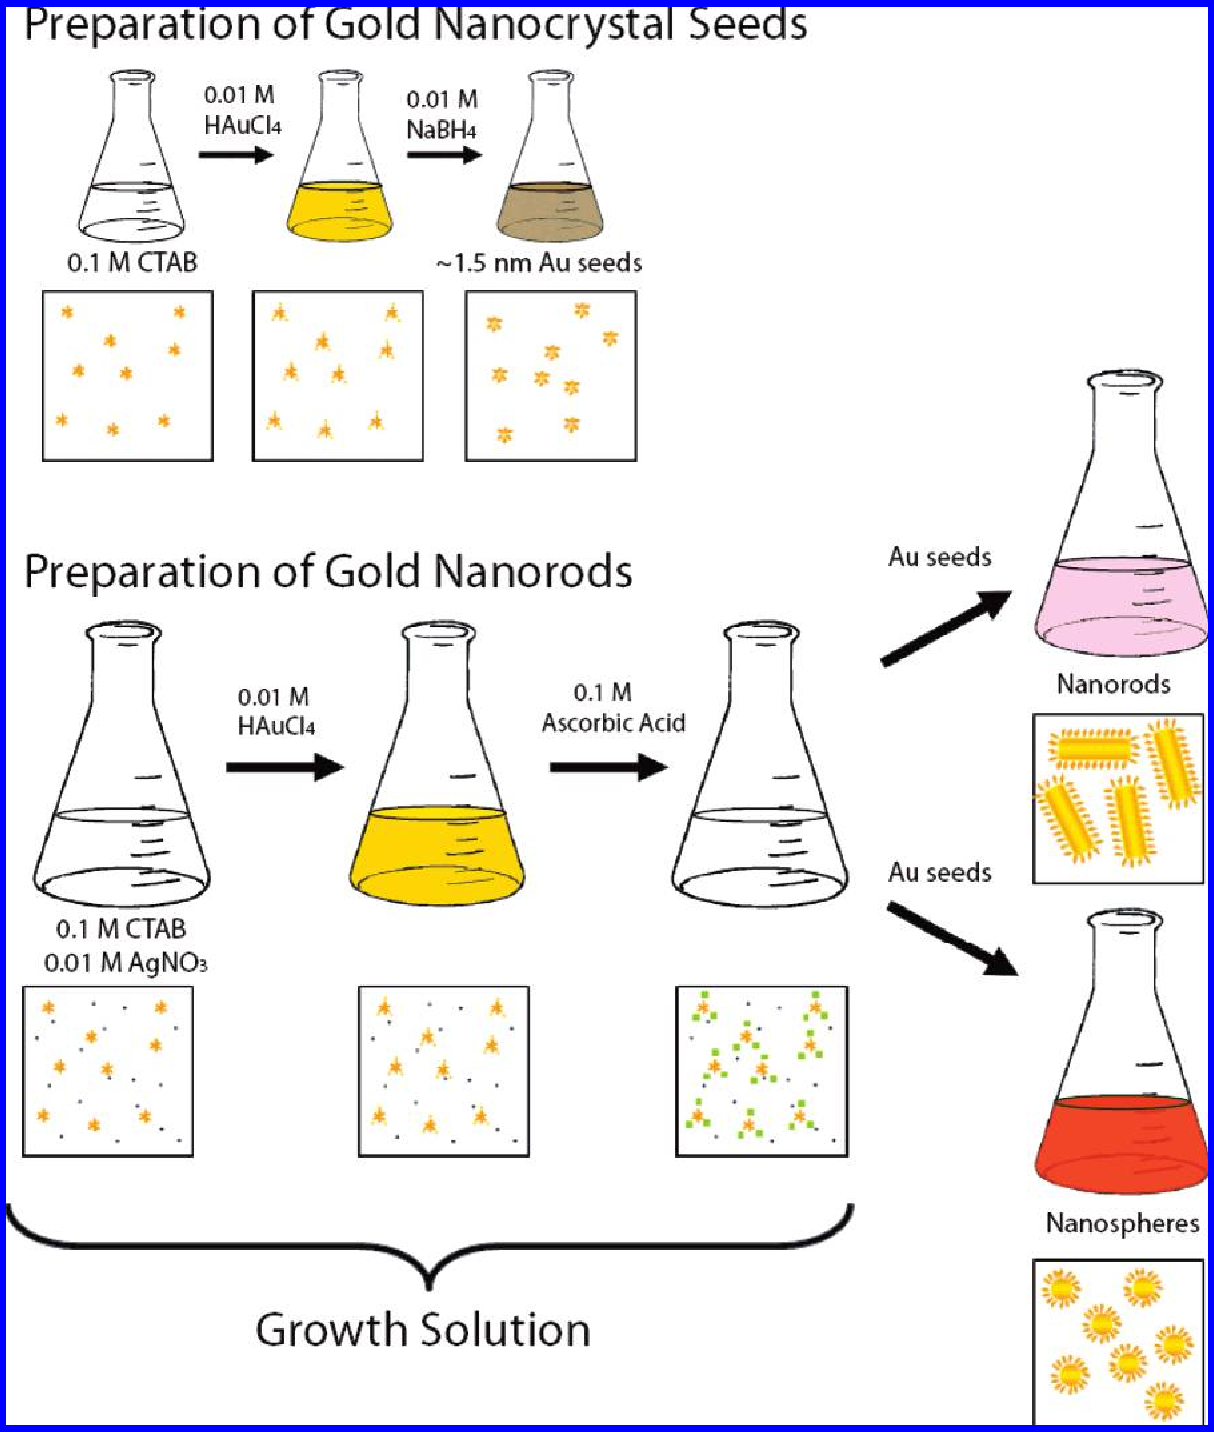 Preparation of Gold Nanocrystal Seeds
0.01 M
HAuCl4
0.01 M
NaBH4
0.1 M CTAB
~1.5 nm Au seeds
Preparation of Gold Nanorods
0.01 M
HAuCl4
0.1 M
Ascorbic Acid
Au seeds
Nanorods
Au seeds
0.1 M CTAB
0.01 M AgNO3
Nanospheres
Growth Solution